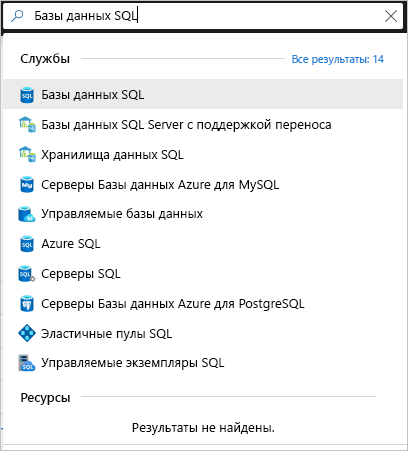 Базы данных SQL
Службы
Все результаты: 14
Базы данных SQL
Базы данных SQL Server с поддержкой переноса
Хранилища данных SQL
Серверы Базы данных Azure для MySQL
Управляемые базы данных
Azure SQL
Серверы SQL
Серверы Базы данных Azure для PostgreSQL
Эластичные пулы SQL
Управляемые экземпляры SQL
Ресурсы
Результаты не найдены.